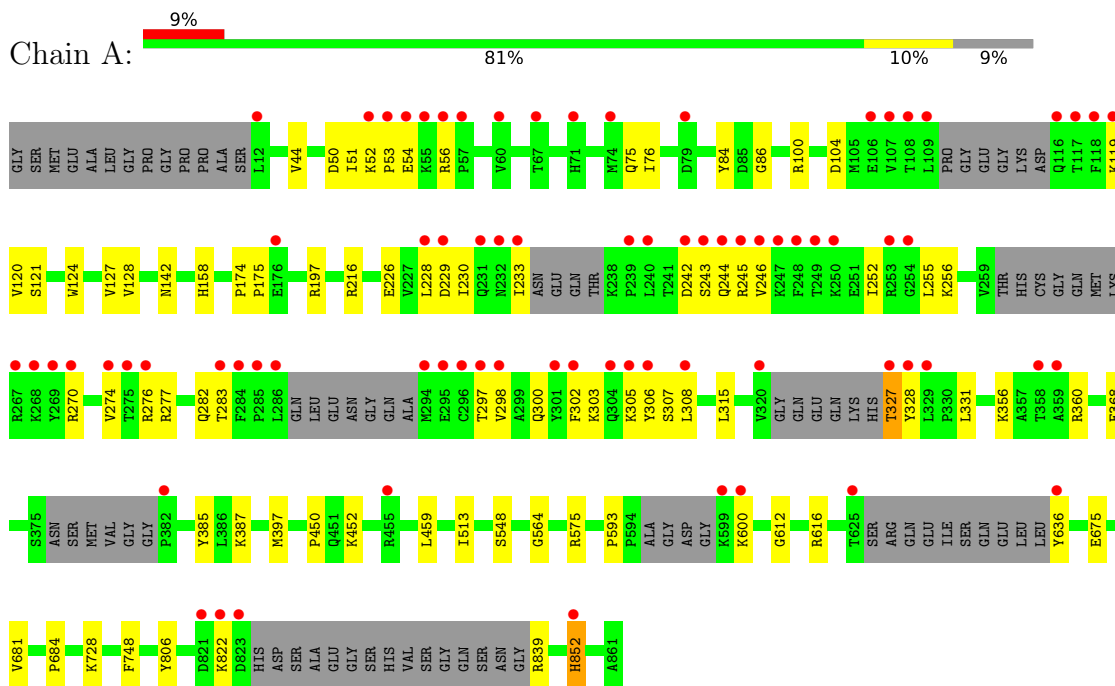 9%
Chain A:
81% 10% 9%
GLY SER MET GLU ALA LEU GLY PRO GLY PRO PRO ALA SER L12 V44 D50 I51 K52 P53 E54 K55 R56 P57 V60 T67 H71 M74 Q75 I76 D79 Y84 D85 G86 R100 D104 M105 E106 V107 T108 L109 PRO GLY GLU GLY LYS ASP Q116 T117 F118 K119
V120 S121 W124 V127 V128 N142 H158 P174 P175 E176 R197 R216 E226 V227 L228 D229 I230 Q231 N232 I233 ASN GLU GLN THR K238 P239 L240 T241 D242 S243 Q244 R245 V246 K247 F248 T249 K250 E251 I252 R253 G254 L255 K256 V259 THR HIS CYS GLY GLN MET LYS
R267 K268 Y269 R270 V274 T275 R276 R277 Q282 T283 F284 P285 L286 GLN LEU GLU ASN GLY GLN ALA M294 E295 C296 T297 V298 A299 Q300 Y301 F302 K303 Q304 K305 Y306 S307 L308 L315 V320 GLY GLN GLU GLN LYS HIS T327 Y328 L329 P330 L331 K356 A357 T358 A359 R360
S375 ASN SER MET VAL GLY GLY P382 Y385 L386 K387 M397 P450 Q451 K452 R455 L459 I513 S548 G564 R575 P593 P594 ALA GLY ASP GLY K599 K600 G612 R616 T625 SER ARG GLN GLU ILE SER GLN GLU LEU LEU Y636 E675
V681 P684 K728 F748 Y806 D821 K822 D823 HIS ASP SER ALA GLU GLY SER HIS VAL SER GLY GLN SER ASN GLY R839 H852 A861